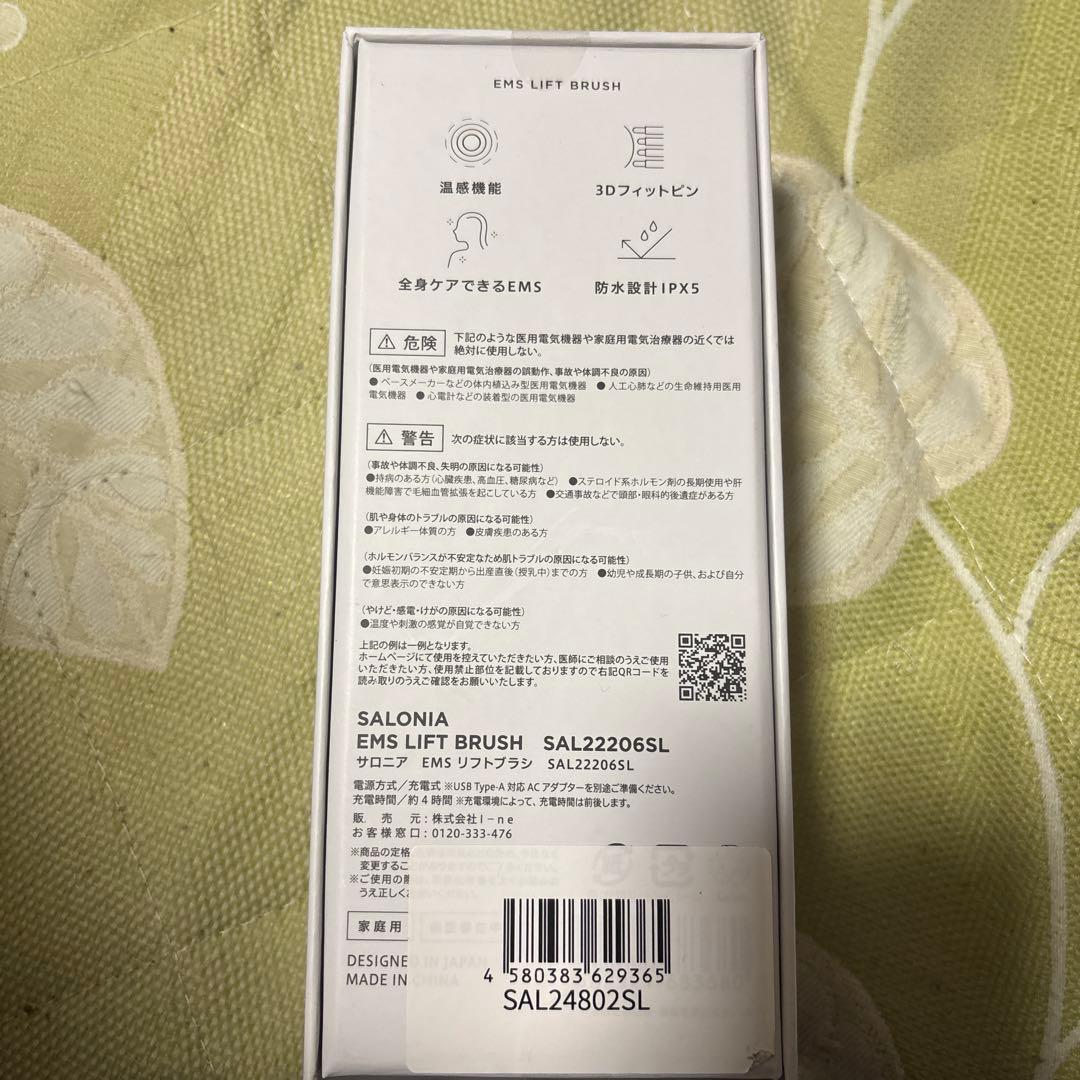 EMS LIFT BRUSH
温感機能
3Dフィットピン
全身ケアできるEMS
防水設計IPX5
⚠ 危険 下記のような医用電気機器や家庭用電気治療器の近くでは
絶対に使用しない。
(医用電気機器や家庭用電気治療器の誤動作、事故や体調不良の原因)
●ペースメーカーなどの体内植込み型医用電気機器 ●人工心肺などの生命維持用医用
電気機器 ●心電計などの装着型の医用電気機器
⚠ 警告 次の症状に該当する方は使用しない。
(事故や体調不良、失明の原因になる可能性)
●持病のある方(心臓疾患、高血圧、糖尿病など) ●ステロイド系ホルモン剤の長期使用や肝
機能障害で毛細血管拡張を起こしている方 ●交通事故などで頭部・眼科的後遺症がある方
(肌や身体のトラブルの原因になる可能性)
●アレルギー体質の方 ●皮膚疾患のある方
(ホルモンバランスが不安定なため肌トラブルの原因になる可能性)
●妊娠初期の不安定期から出産直後(授乳中)までの方 ●幼児や成長期の子供、および自分
で意思表示のできない方
(やけど・感電・けがの原因になる可能性)
●温度や刺激の感覚が自覚できない方
上記の例は一例となります。
ホームページにて使用を控えていただきたい方、医師にご相談のうえご使用
いただきたい方、使用禁止部位を記載しておりますので右記QRコードを
読み取りのうえご確認をお願いいたします。
SALONIA
EMS LIFT BRUSH SAL22206SL
サロニア EMS リフトブラシ SAL22206SL
電源方式/充電式 ※USB Type-A 対応 AC アダプターを別途ご準備ください。
充電時間/約4時間 ※充電環境によって、充電時間は前後します。
販売元:株式会社I-ne
お客様窓口:0120-333-476
※商品の定格
変更するこ
※ご使用の際
うえ正しく
家庭用
DESIGNED IN JAPAN
MADE IN CHINA
4 580383 629365
SAL24802SL